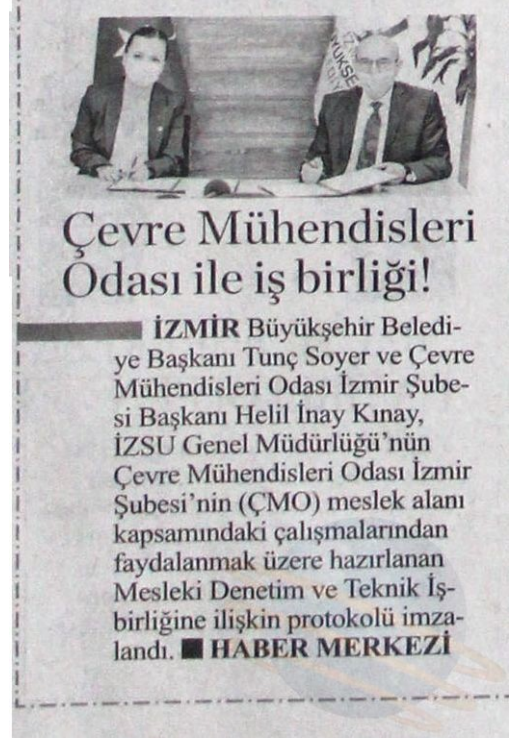 İZMİR
YÜKSE
Çevre Mühendisleri
Odası ile iş birliği!
İZMİR Büyükşehir Beledi-
ye Başkanı Tunç Soyer ve Çevre
Mühendisleri Odası İzmir Şube-
si Başkanı Helil İnay Kınay,
İZSU Genel Müdürlüğü’nün
Çevre Mühendisleri Odası İzmir
Şubesi’nin (ÇMO) meslek alanı
kapsamındaki çalışmalarından
faydalanmak üzere hazırlanan
Mesleki Denetim ve Teknik İş-
birliğine ilişkin protokolü imza-
landı. ■ HABER MERKEZİ